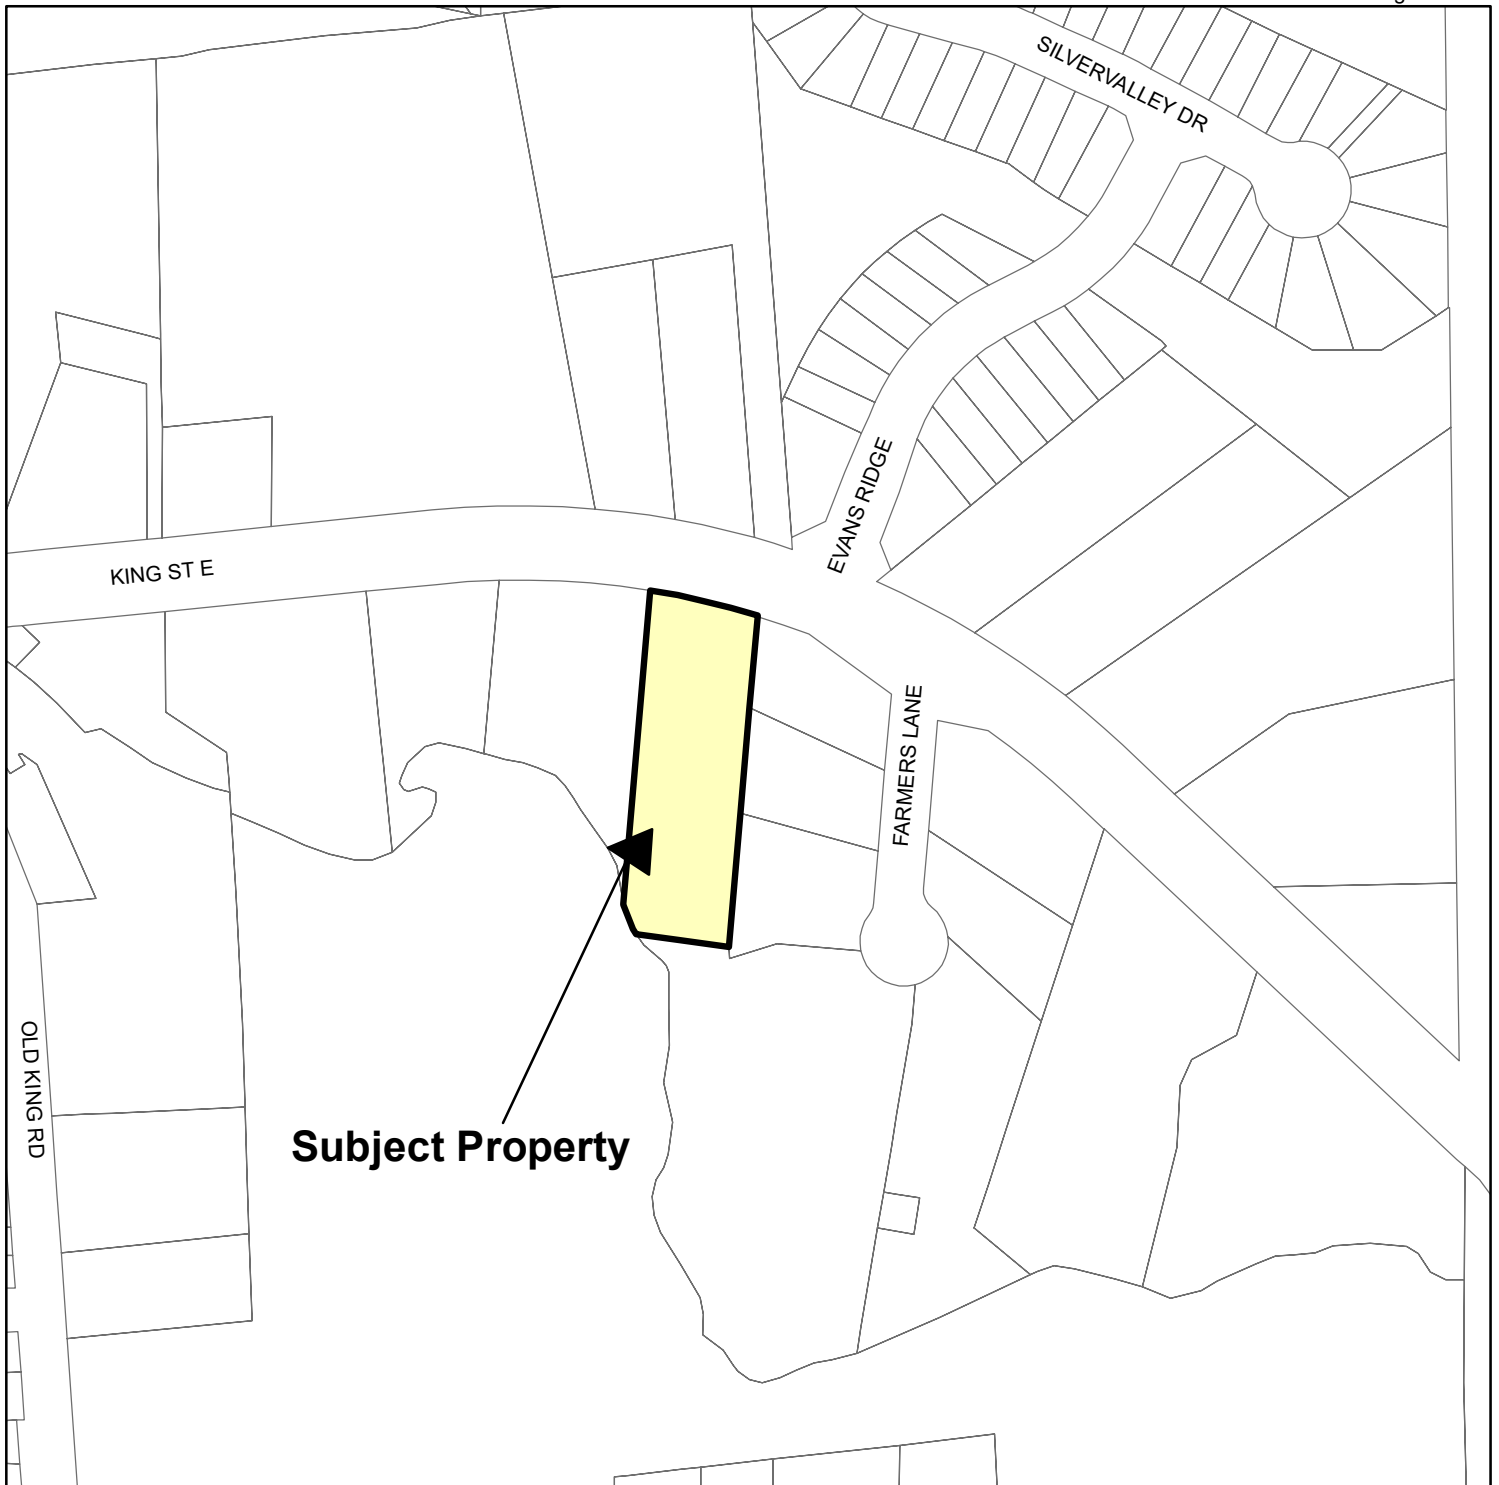 SILVERVALLEY DR
EVANS RIDGE
KING ST E
FARMERS LANE
OLD KING RD
Subject Property